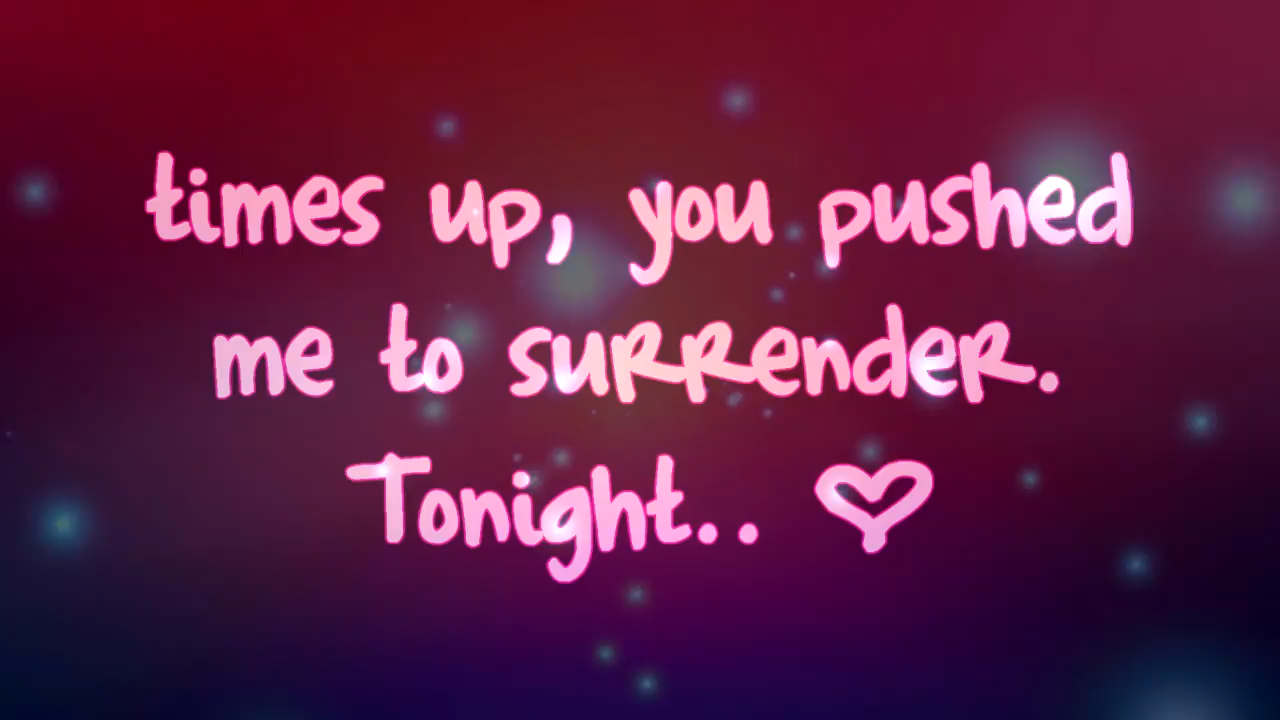 times up, you pushed
me to surrender.
Tonight.. ♡